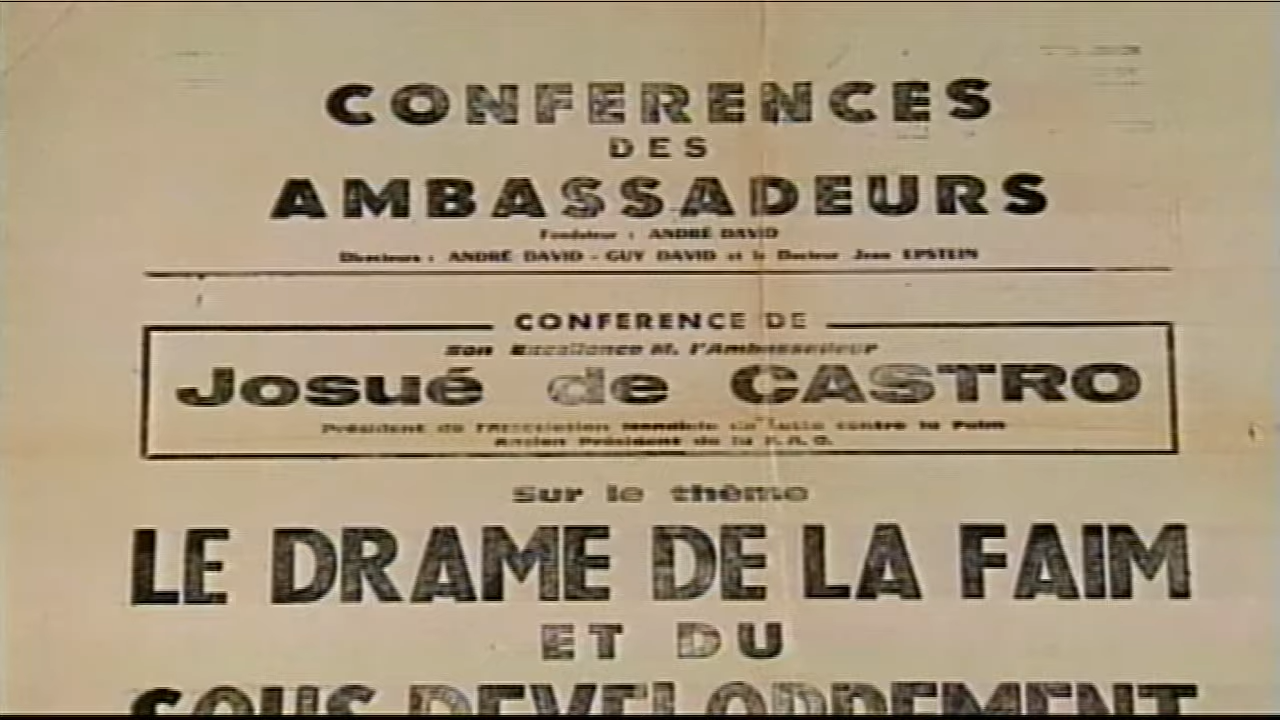 CONFERENCES
DES
AMBASSADEURS
Fondateur : ANDRÉ DAVID
Directeurs : ANDRÉ DAVID - GUY DAVID et le Docteur Jean EPSTEIN
CONFERENCE DE
Son Excellence M. l'Ambassadeur
Josué de CASTRO
Président de l'Association Mondiale de Lutte contre la Faim
Ancien Président de la F.A.O.
Sur le thème
LE DRAME DE LA FAIM
ET DU
SOUS DEVELOPPEMENT